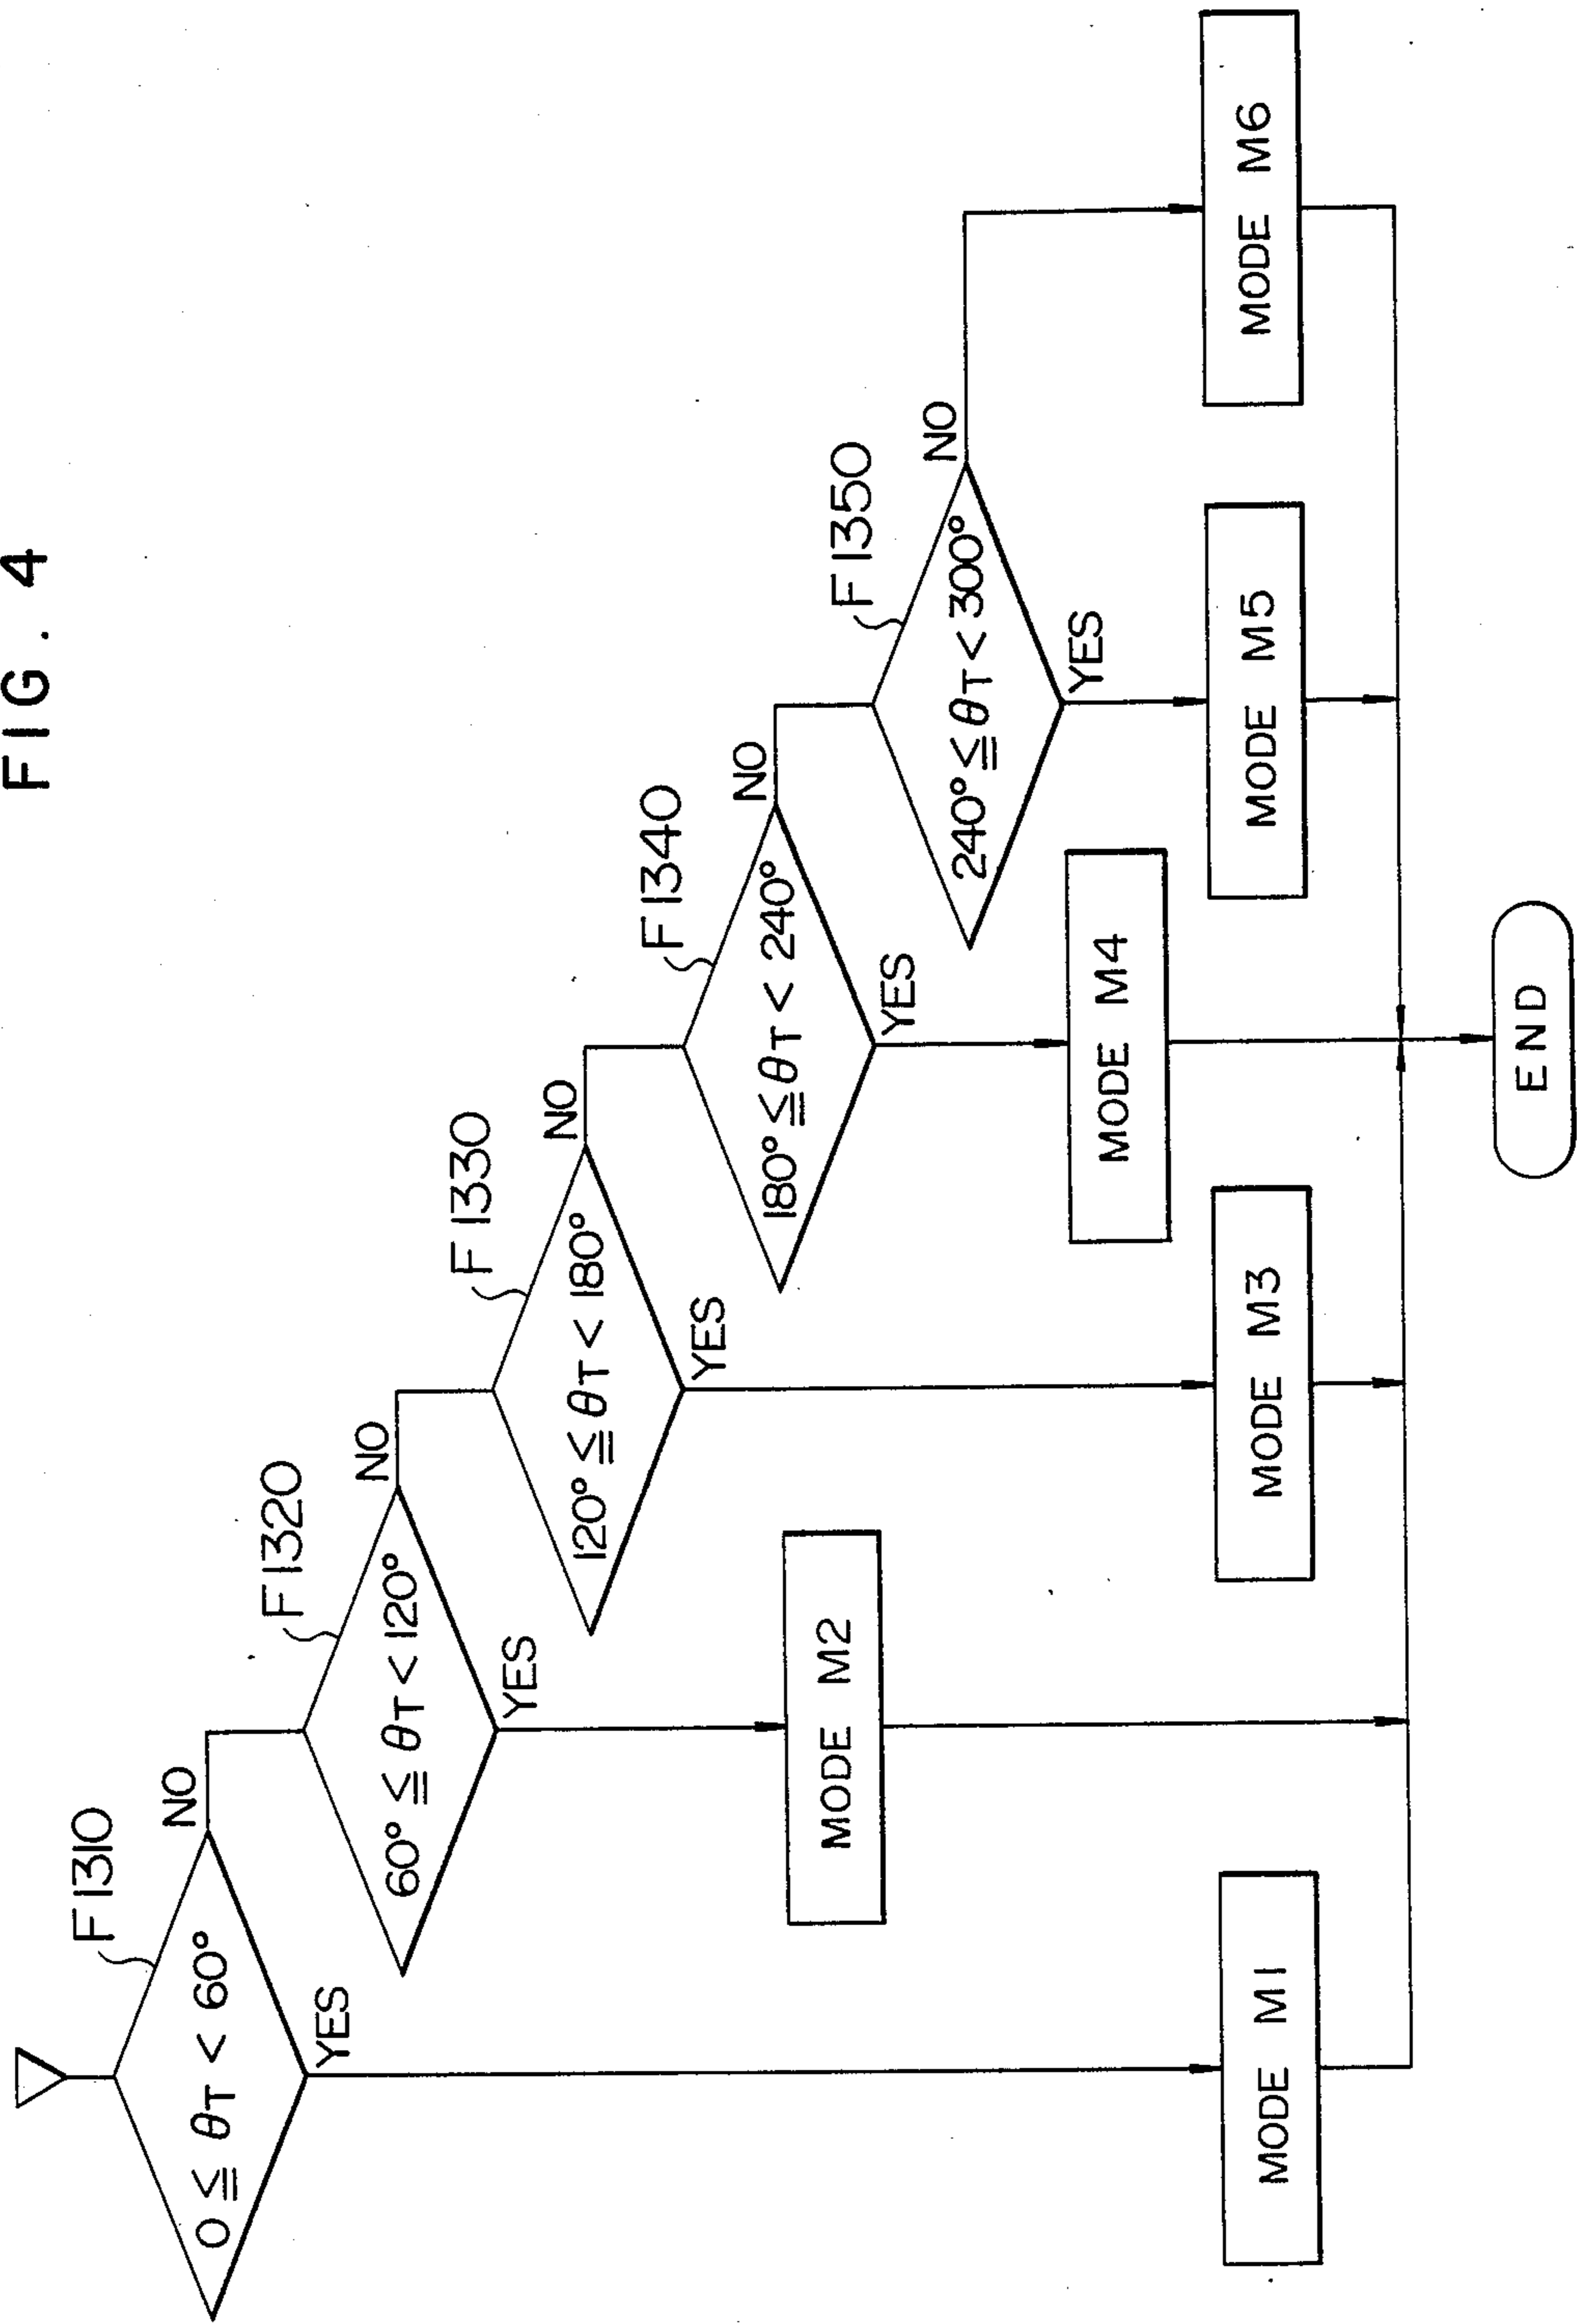 FIG. 4
F1310
0 ≦ θT < 60°
NO
YES
F1320
60° ≦ θT < 120°
NO
YES
F1330
120° ≦ θT < 180°
NO
YES
F1340
180° ≦ θT < 240°
NO
YES
F1350
240° ≦ θT < 300°
NO
YES
MODE M1
MODE M2
MODE M3
MODE M4
MODE M5
MODE M6
END